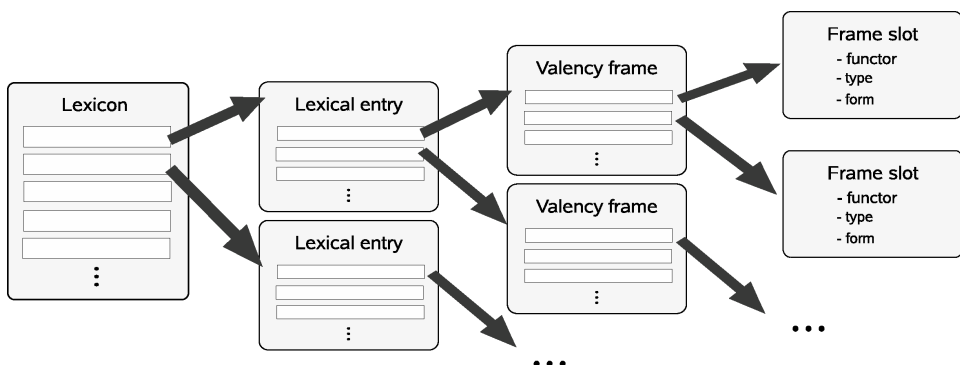 Lexicon
⋮
Lexical entry
⋮
Lexical entry
⋮
...
Valency frame
⋮
Valency frame
⋮
...
Frame slot
- functor
- type
- form
Frame slot
- functor
- type
- form